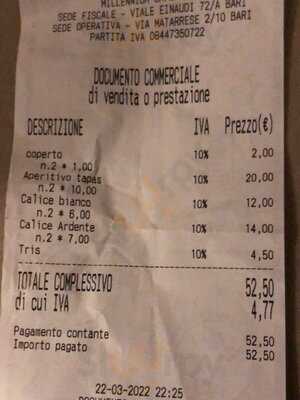 MILLENNIUM
SEDE FISCALE - VIALE EINAUDI 72/A BARI
SEDE OPERATIVA - VIA MATARRESE 2/10 BARI
PARTITA IVA 08447350722
DOCUMENTO COMMERCIALE
di vendita o prestazione
DESCRIZIONE IVA Prezzo(€)
coperto 10% 2,00
n.2 * 1,00
Aperitivo tapas 10% 20,00
n.2 * 10,00
Calice bianco 10% 12,00
n.2 * 6,00
Calice Ardente 10% 14,00
n.2 * 7,00
Tris 10% 4,50
TOTALE COMPLESSIVO 52,50
di cui IVA 4,77
Pagamento contante 52,50
Importo pagato 52,50
22-03-2022 22:25